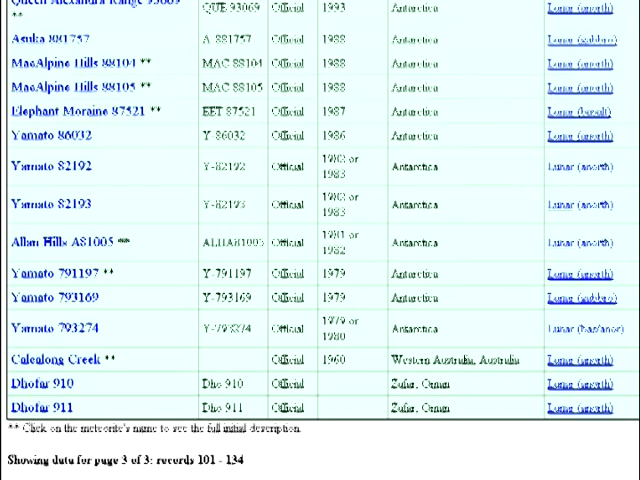 Queen Alexandra Range 93069 ** QUE 93069 Official 1993 Antarctica Lunar (anorth)
Asuka 881757 A-881757 Official 1988 Antarctica Lunar (gabbro)
MacAlpine Hills 88104 ** MAC 88104 Official 1988 Antarctica Lunar (anorth)
MacAlpine Hills 88105 ** MAC 88105 Official 1988 Antarctica Lunar (anorth)
Elephant Moraine 87521 ** EET 87521 Official 1987 Antarctica Lunar (basalt)
Yamato 86032 Y-86032 Official 1986 Antarctica Lunar (anorth)
Yamato 82192 Y-82192 Official 1982 or 1983 Antarctica Lunar (anorth)
Yamato 82193 Y-82193 Official 1982 or 1983 Antarctica Lunar (anorth)
Allan Hills A81005 ** ALHA81005 Official 1981 or 1982 Antarctica Lunar (anorth)
Yamato 791197 ** Y-791197 Official 1979 Antarctica Lunar (anorth)
Yamato 793169 Y-793169 Official 1979 Antarctica Lunar (gabbro)
Yamato 793274 Y-793274 Official 1979 or 1980 Antarctica Lunar (bas/anor)
Calcalong Creek ** Official 1960 Western Australia, Australia Lunar (anorth)
Dhofar 910 Dho 910 Official Zufar, Oman Lunar (anorth)
Dhofar 911 Dho 911 Official Zufar, Oman Lunar (anorth)
** Click on the meteorite's name to see the full initial description.
Showing data for page 3 of 3: records 101 - 134